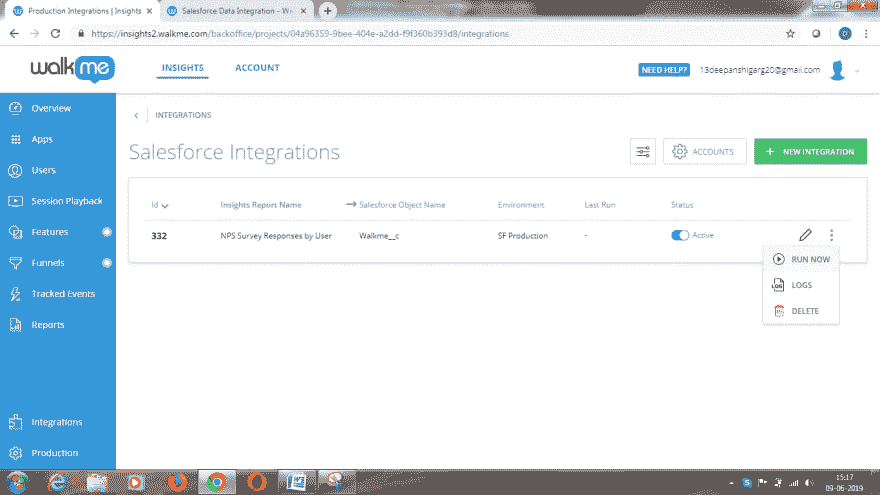 Production Integrations | Insights
Salesforce Data Integration - We
https://insights2.walkme.com/backoffice/projects/04a96359-9bee-404e-a2dd-f9f360b393d8/integrations
D
walkme
INSIGHTS
ACCOUNT
NEED HELP?
13deepanshigarg20@gmail.com
Overview
Apps
Users
Session Playback
Features
Funnels
Tracked Events
Reports
Integrations
Production
INTEGRATIONS
Salesforce Integrations
ACCOUNTS
+ NEW INTEGRATION
Id Insights Report Name → Salesforce Object Name Environment Last Run Status
332 NPS Survey Responses by User Walkme__c SF Production - Active
RUN NOW
LOG LOGS
DELETE
15:17
09-06-2019